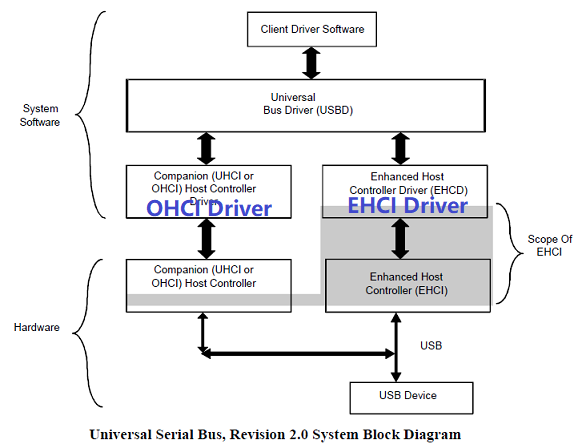 Client Driver Software
Universal
Bus Driver (USBD)
System
Software
Companion (UHCI or
OHCI) Host Controller
Driver
OHCI Driver
Enhanced Host
Controller Driver (EHCD)
EHCI Driver
Scope Of
EHCI
Companion (UHCI or
OHCI) Host Controller
Enhanced Host
Controller (EHCI)
Hardware
USB
USB Device
Universal Serial Bus, Revision 2.0 System Block Diagram